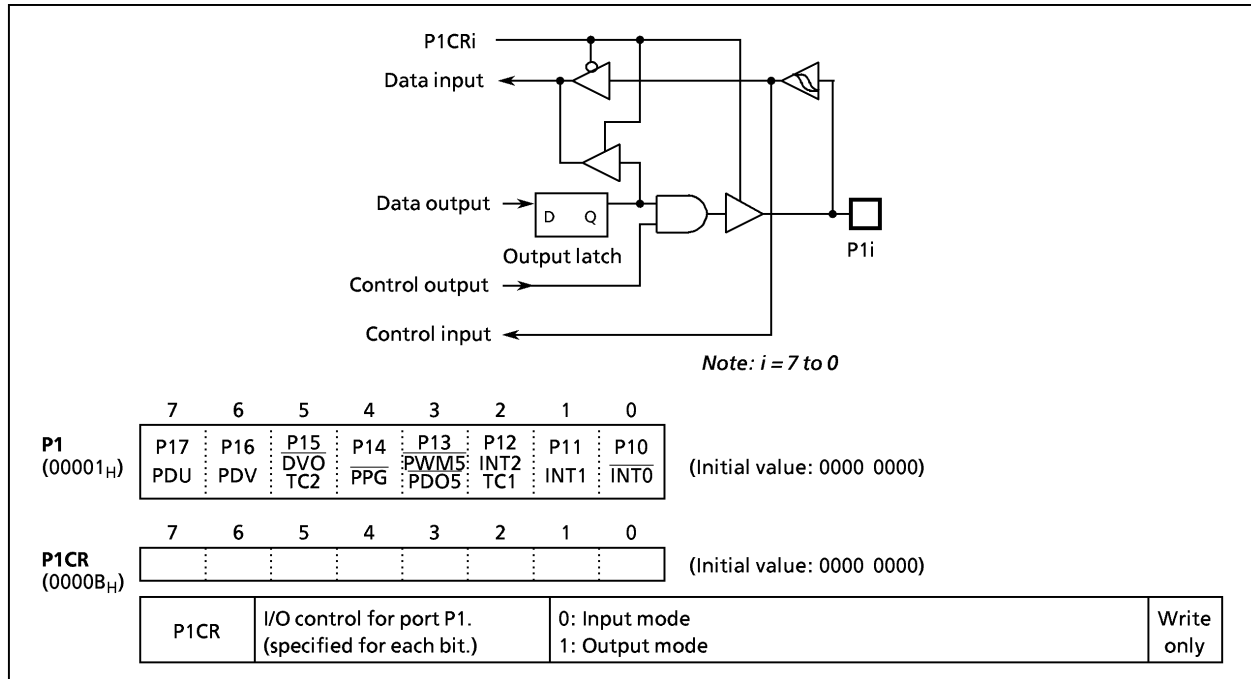 P1CRi
Data input
Data output
D Q
Output latch
P1i
Control output
Control input
Note: i = 7 to 0
7 6 5 4 3 2 1 0
P1
(00001H)
P17 P16 P15 P14 P13 P12 P11 P10
PDU PDV DVO TC2 PPG PWM5 PDO5 INT2 TC1 INT1 INT0
(Initial value: 0000 0000)
7 6 5 4 3 2 1 0
P1CR
(0000BH)
(Initial value: 0000 0000)
P1CR
I/O control for port P1.
(specified for each bit.)
0: Input mode
1: Output mode
Write
only